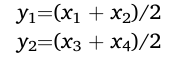 y₁=(x₁ + x₂)/2
y₂=(x₃ + x₄)/2